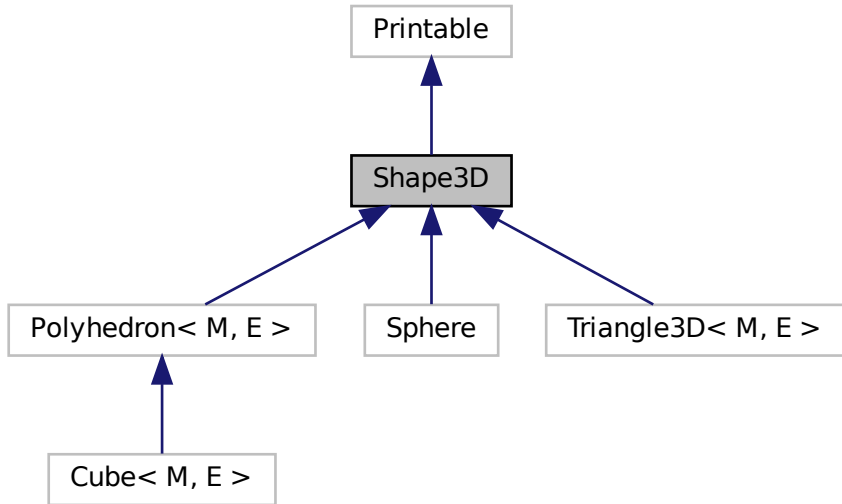 Printable
Shape3D
Polyhedron< M, E >
Sphere
Triangle3D< M, E >
Cube< M, E >